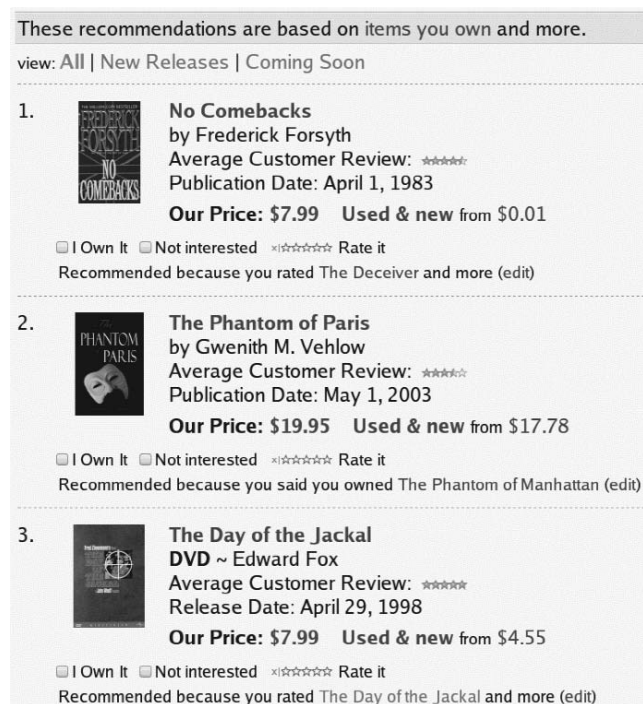 These recommendations are based on items you own and more.
view: All | New Releases | Coming Soon
1.
FREDERICK
FORSYTH
NO
COMEBACKS
No Comebacks
by Frederick Forsyth
Average Customer Review:
Publication Date: April 1, 1983
Our Price: $7.99 Used & new from $0.01
I Own It Not interested x Rate it
Recommended because you rated The Deceiver and more (edit)
2.
The
PHANTOM
PARIS
The Phantom of Paris
by Gwenith M. Vehlow
Average Customer Review:
Publication Date: May 1, 2003
Our Price: $19.95 Used & new from $17.78
I Own It Not interested x Rate it
Recommended because you said you owned The Phantom of Manhattan (edit)
3.
The Day of the Jackal
DVD ~ Edward Fox
Average Customer Review:
Release Date: April 29, 1998
Our Price: $7.99 Used & new from $4.55
I Own It Not interested x Rate it
Recommended because you rated The Day of the Jackal and more (edit)